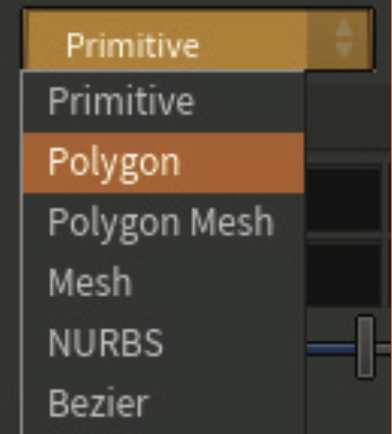 Primitive
Primitive
Polygon
Polygon Mesh
Mesh
NURBS
Bezier